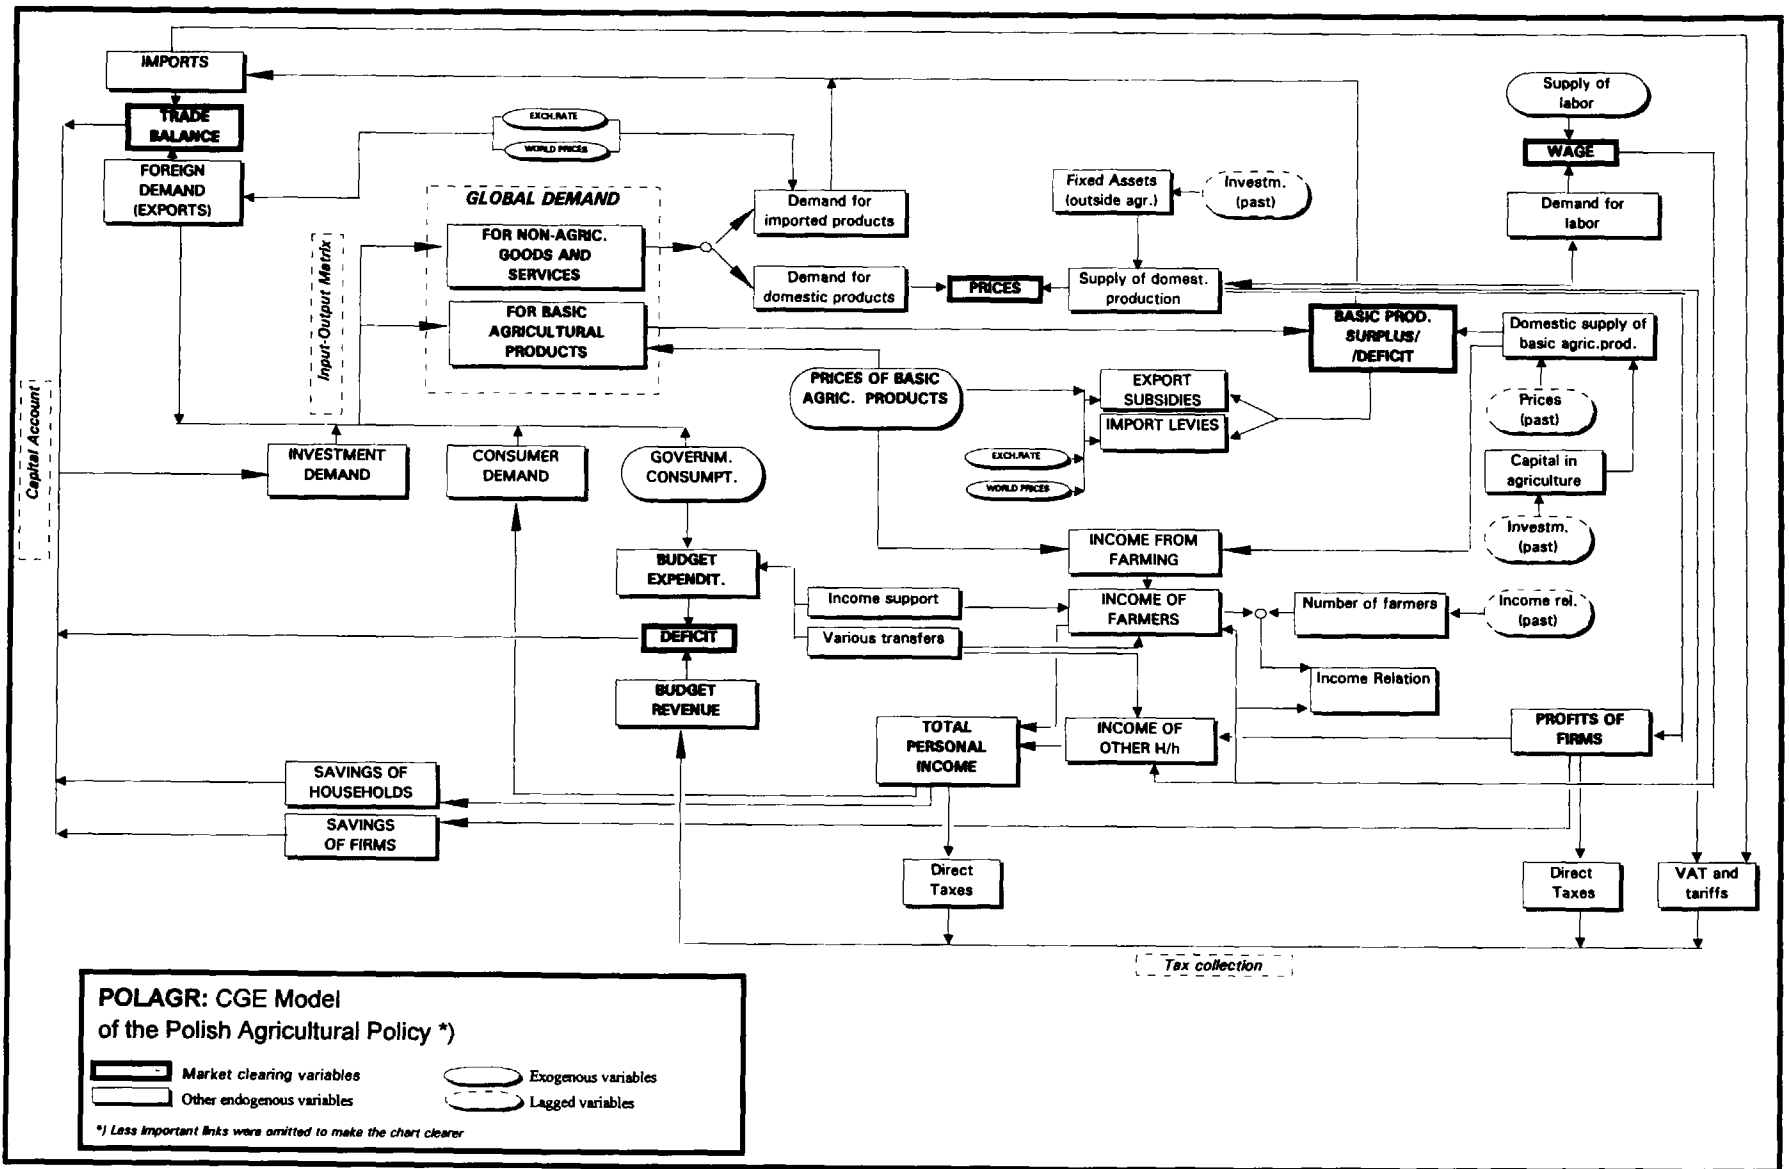 IMPORTS
TRADE
BALANCE
FOREIGN
DEMAND
(EXPORTS)
EXCH.RATE
WORLD PRICES
GLOBAL DEMAND
FOR NON-AGRIC.
GOODS AND
SERVICES
FOR BASIC
AGRICULTURAL
PRODUCTS
Input-Output Matrix
Capital Account
Demand for
imported products
Demand for
domestic products
PRICES
Fixed Assets
(outside agr.)
Investm.
(past)
Supply of domest.
production
Supply of
labor
WAGE
Demand for
labor
BASIC PROD.
SURPLUS/
/DEFICIT
Domestic supply of
basic agric.prod.
Prices
(past)
Capital in
agriculture
Investm.
(past)
PRICES OF BASIC
AGRIC. PRODUCTS
EXPORT
SUBSIDIES
IMPORT LEVIES
EXCH.RATE
WORLD PRICES
INVESTMENT
DEMAND
CONSUMER
DEMAND
GOVERNM.
CONSUMPT.
BUDGET
EXPENDIT.
DEFICIT
BUDGET
REVENUE
Income support
Various transfers
INCOME FROM
FARMING
INCOME OF
FARMERS
Number of farmers
Income rel.
(past)
Income Relation
TOTAL
PERSONAL
INCOME
INCOME OF
OTHER H/h
PROFITS OF
FIRMS
SAVINGS OF
HOUSEHOLDS
SAVINGS
OF FIRMS
Direct
Taxes
Direct
Taxes
VAT and
tariffs
Tax collection
POLAGR: CGE Model
of the Polish Agricultural Policy *)
Market clearing variables
Other endogenous variables
Exogenous variables
Lagged variables
*) Less important links were omitted to make the chart clearer